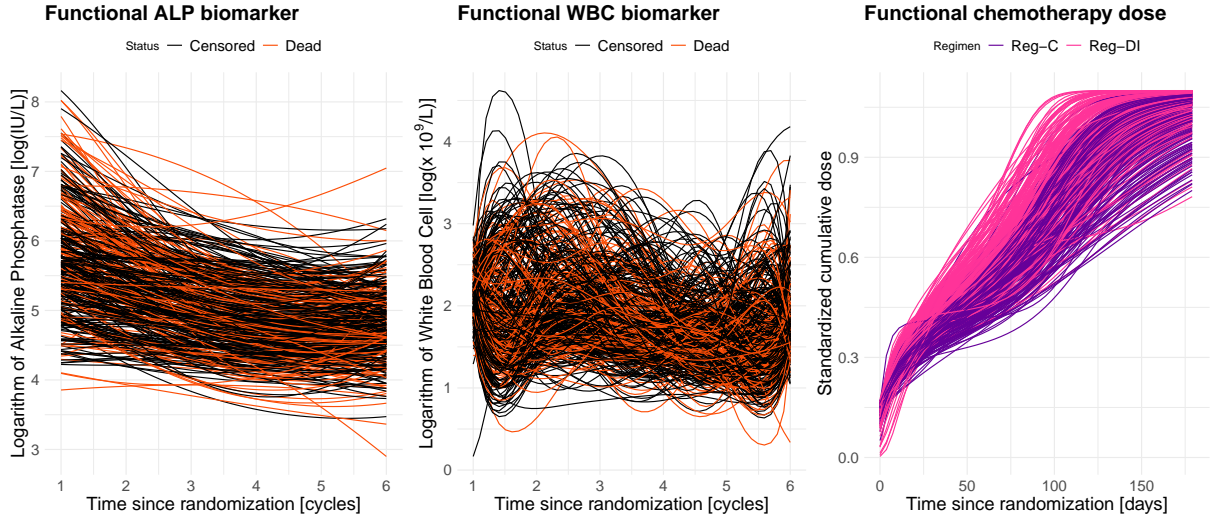 Functional ALP biomarker
Status Censored Dead
Logarithm of Alkaline Phosphatase [log(IU/L)]
8
7
6
5
4
3
1 2 3 4 5 6
Time since randomization [cycles]
Functional WBC biomarker
Status Censored Dead
Logarithm of White Blood Cell [log(x 10^9/L)]
4
3
2
1
0
1 2 3 4 5 6
Time since randomization [cycles]
Functional chemotherapy dose
Regimen Reg−C Reg−DI
Standardized cumulative dose
0.9
0.6
0.3
0.0
0 50 100 150
Time since randomization [days]